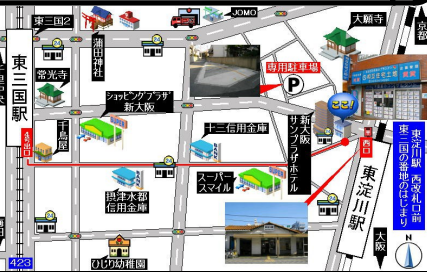 東三国2
JOMO
大願寺
京都
蒲田神社
専用駐車場
P
東三国駅
常光寺
ショッピングプラザ
新大阪
ここ!
千鳥屋
十三信用金庫
新大阪
サンプラザホテル
西口
東淀川駅 西改札口前
東三国の番地のはじまり
摂津水都
信用金庫
スーパー
スマイル
東淀川駅
大阪
ひじり幼稚園
423
N